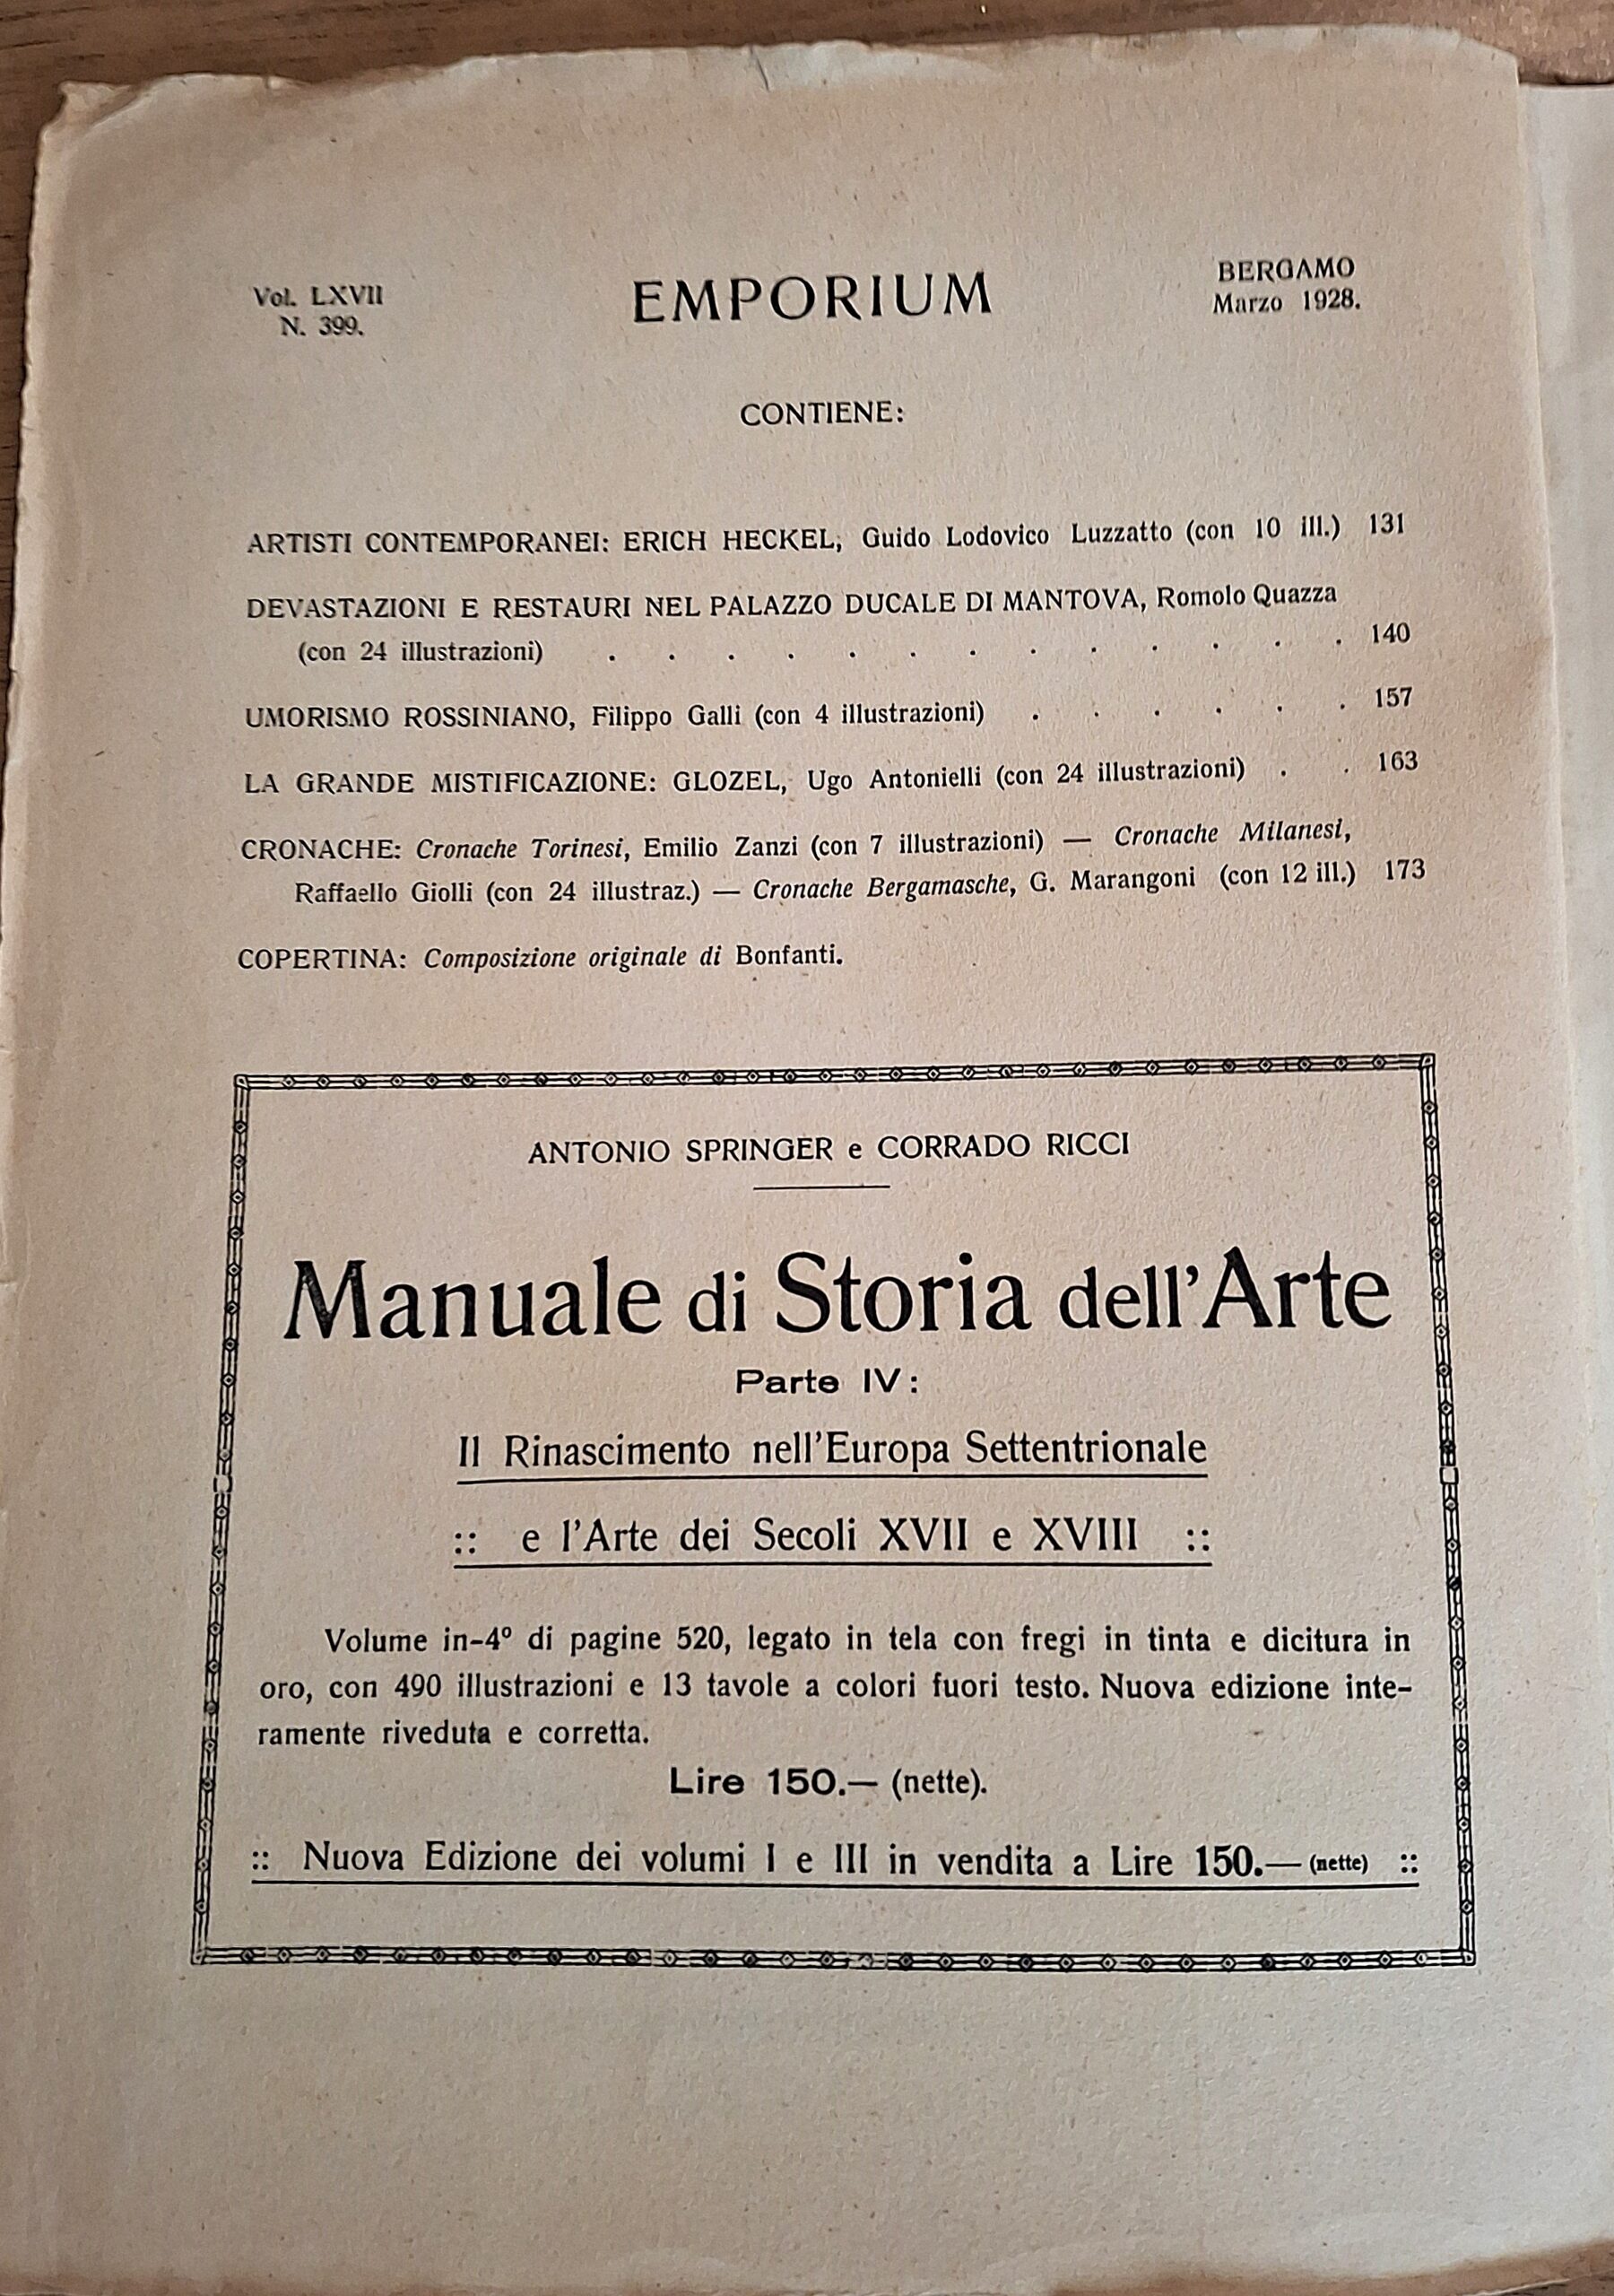 Vol. LXVII
N. 399.
EMPORIUM
BERGAMO
Marzo 1928.
CONTIENE:
ARTISTI CONTEMPORANEI: ERICH HECKEL, Guido Lodovico Luzzatto (con 10 ill.) 131
DEVASTAZIONI E RESTAURI NEL PALAZZO DUCALE DI MANTOVA, Romolo Quazza
(con 24 illustrazioni) . . . . . . . . . . . . . 140
UMORISMO ROSSINIANO, Filippo Galli (con 4 illustrazioni) . . . . . . 157
LA GRANDE MISTIFICAZIONE: GLOZEL, Ugo Antonielli (con 24 illustrazioni) . . 163
CRONACHE: Cronache Torinesi, Emilio Zanzi (con 7 illustrazioni) — Cronache Milanesi,
Raffaello Giolli (con 24 illustraz.) — Cronache Bergamasche, G. Marangoni (con 12 ill.) 173
COPERTINA: Composizione originale di Bonfanti.
ANTONIO SPRINGER e CORRADO RICCI
Manuale di Storia dell'Arte
Parte IV:
Il Rinascimento nell'Europa Settentrionale
:: e l'Arte dei Secoli XVII e XVIII ::
Volume in-4º di pagine 520, legato in tela con fregi in tinta e dicitura in
oro, con 490 illustrazioni e 13 tavole a colori fuori testo. Nuova edizione inte-
ramente riveduta e corretta.
Lire 150.— (nette).
:: Nuova Edizione dei volumi I e III in vendita a Lire 150.— (nette) ::